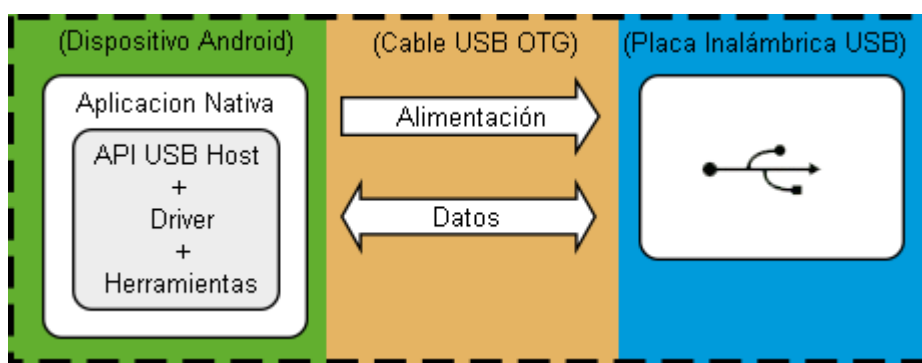 (Dispositivo Android)
(Cable USB OTG)
(Placa Inalámbrica USB)
Aplicacion Nativa
API USB Host
+
Driver
+
Herramientas
Alimentación
Datos